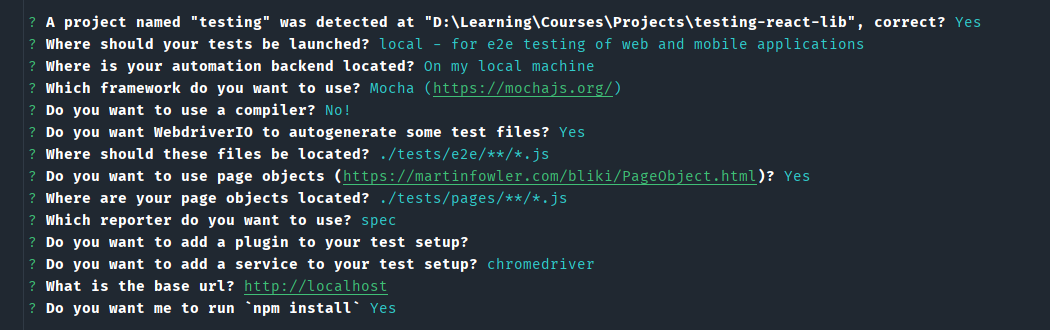 ? A project named "testing" was detected at "D:\Learning\Courses\Projects\testing-react-lib", correct? Yes
? Where should your tests be launched? local - for e2e testing of web and mobile applications
? Where is your automation backend located? On my local machine
? Which framework do you want to use? Mocha (https://mochajs.org/)
? Do you want to use a compiler? No!
? Do you want WebdriverIO to autogenerate some test files? Yes
? Where should these files be located? ./tests/e2e/**/*.js
? Do you want to use page objects (https://martinfowler.com/bliki/PageObject.html)? Yes
? Where are your page objects located? ./tests/pages/**/*.js
? Which reporter do you want to use? spec
? Do you want to add a plugin to your test setup?
? Do you want to add a service to your test setup? chromedriver
? What is the base url? http://localhost
? Do you want me to run `npm install` Yes